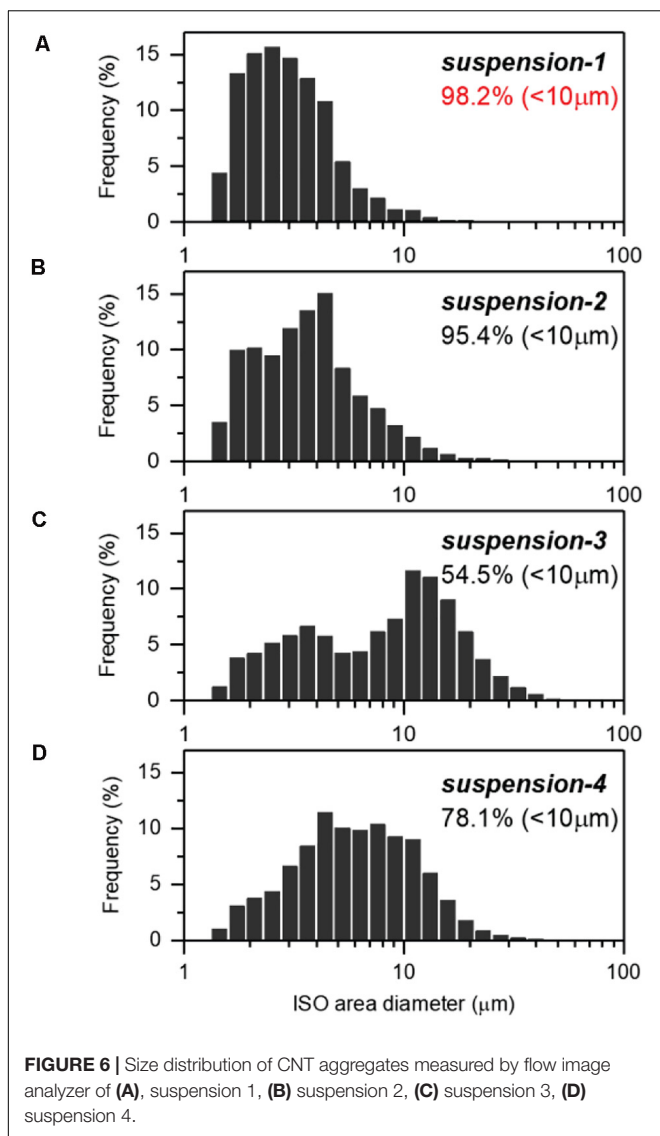 A
Frequency (%)
15
10
5
0
suspension-1
98.2% (<10μm)
1
10
100
B
Frequency (%)
15
10
5
0
suspension-2
95.4% (<10μm)
1
10
100
C
Frequency (%)
15
10
5
0
suspension-3
54.5% (<10μm)
1
10
100
D
Frequency (%)
15
10
5
0
suspension-4
78.1% (<10μm)
1
10
100
ISO area diameter (μm)
FIGURE 6 | Size distribution of CNT aggregates measured by flow image
analyzer of (A), suspension 1, (B) suspension 2, (C) suspension 3, (D)
suspension 4.